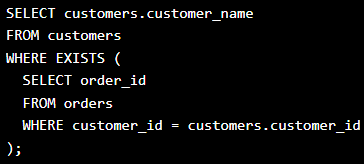 SELECT customers.customer_name
FROM customers
WHERE EXISTS (
  SELECT order_id
  FROM orders
  WHERE customer_id = customers.customer_id
);